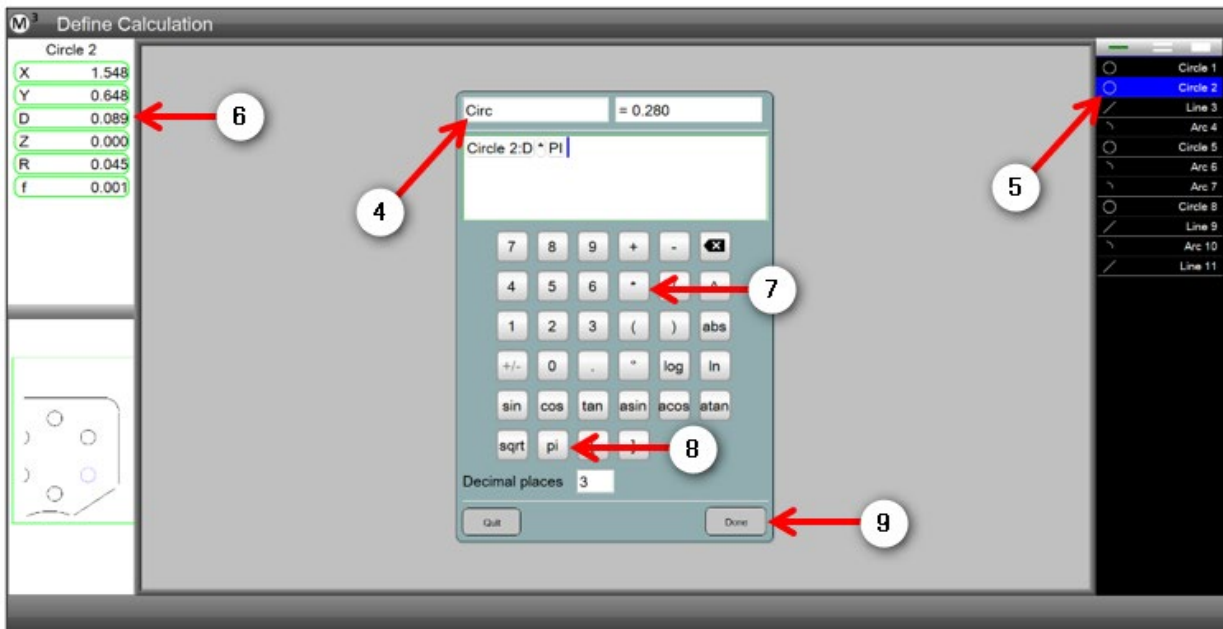 M³ Define Calculation
Circle 2
X 1.548
Y 0.648
D 0.089
Z 0.000
R 0.045
f 0.001
6
Circ = 0.280
Circle 2:D * PI
4
7 8 9 + -
4 5 6 *
7
1 2 3 ( ) abs
+/- 0 . ° log ln
sin cos tan asin acos atan
sqrt pi
8
Decimal places 3
Quit Done
9
Circle 1
Circle 2
Line 3
Arc 4
Circle 5
Arc 6
Arc 7
Circle 8
Line 9
Arc 10
Line 11
5